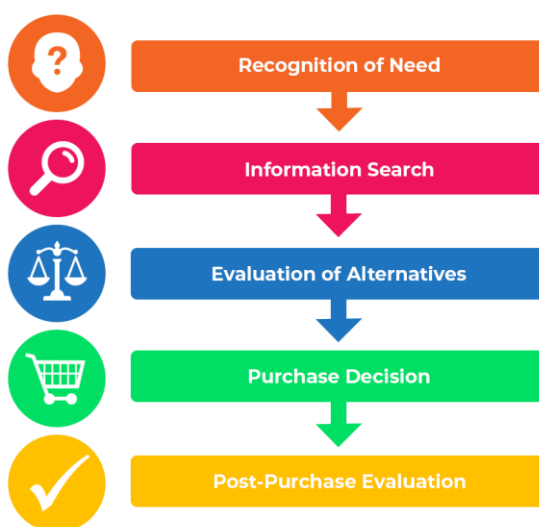 ?
Recognition of Need
Information Search
Evaluation of Alternatives
Purchase Decision
Post-Purchase Evaluation